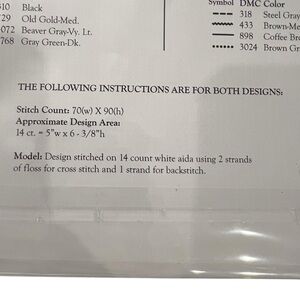 310 Black
729 Old Gold-Med.
3072 Beaver Gray-Vy. Lt.
3768 Gray Green-Dk.
Symbol DMC Color
318 Steel Gray
433 Brown-Me
898 Coffee Br
3024 Brown Gr
THE FOLLOWING INSTRUCTIONS ARE FOR BOTH DESIGNS:
Stitch Count: 70(w) X 90(h)
Approximate Design Area:
14 ct. = 5"w x 6 - 3/8"h
Model: Design stitched on 14 count white aida using 2 strands
of floss for cross stitch and 1 strand for backstitch.